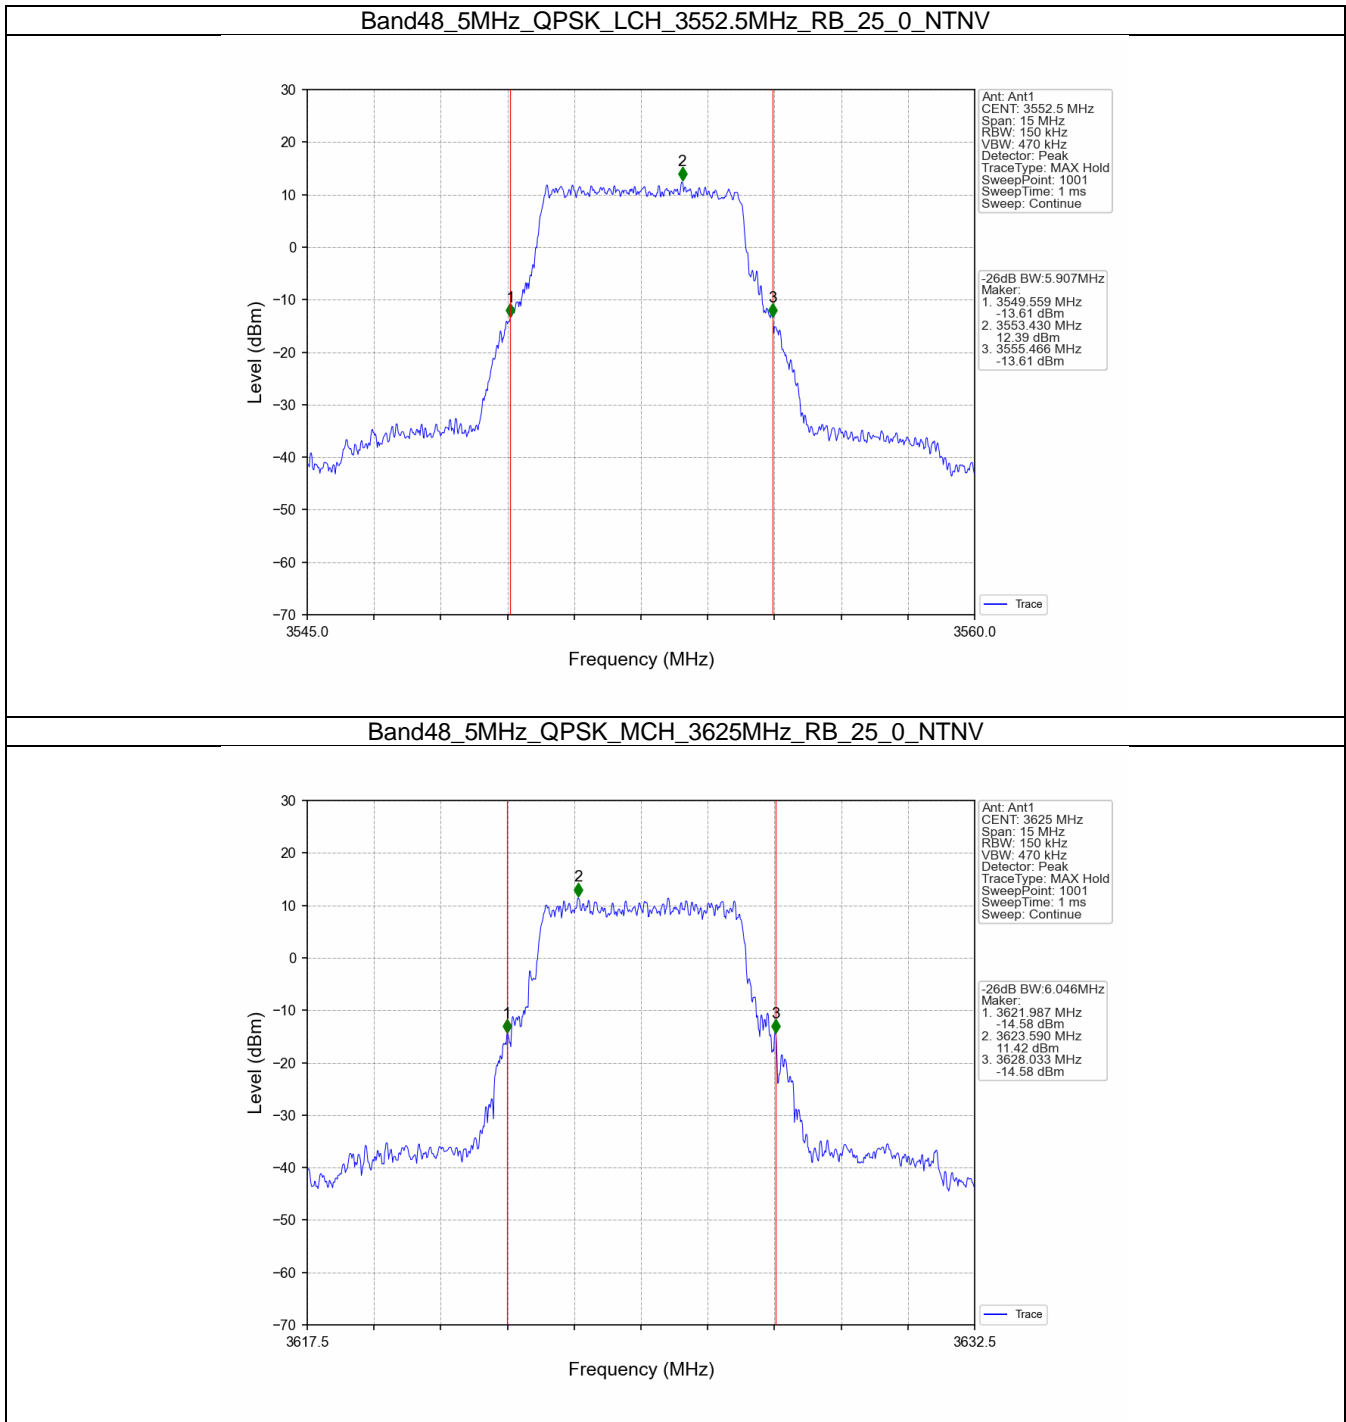 Band48_5MHz_QPSK_LCH_3552.5MHz_RB_25_0_NTNV
30
20
10
0
−10
−20
−30
−40
−50
−60
−70
Level (dBm)
1
2
3
3545.0
3560.0
Frequency (MHz)
Ant: Ant1
CENT: 3552.5 MHz
Span: 15 MHz
RBW: 150 kHz
VBW: 470 kHz
Detector: Peak
TraceType: MAX Hold
SweepPoint: 1001
SweepTime: 1 ms
Sweep: Continue
-26dB BW:5.907MHz
Maker:
1. 3549.559 MHz
-13.61 dBm
2. 3553.430 MHz
12.39 dBm
3. 3555.466 MHz
-13.61 dBm
Trace
Band48_5MHz_QPSK_MCH_3625MHz_RB_25_0_NTNV
30
20
10
0
−10
−20
−30
−40
−50
−60
−70
Level (dBm)
1
2
3
3617.5
3632.5
Frequency (MHz)
Ant: Ant1
CENT: 3625 MHz
Span: 15 MHz
RBW: 150 kHz
VBW: 470 kHz
Detector: Peak
TraceType: MAX Hold
SweepPoint: 1001
SweepTime: 1 ms
Sweep: Continue
-26dB BW:6.046MHz
Maker:
1. 3621.987 MHz
-14.58 dBm
2. 3623.590 MHz
11.42 dBm
3. 3628.033 MHz
-14.58 dBm
Trace